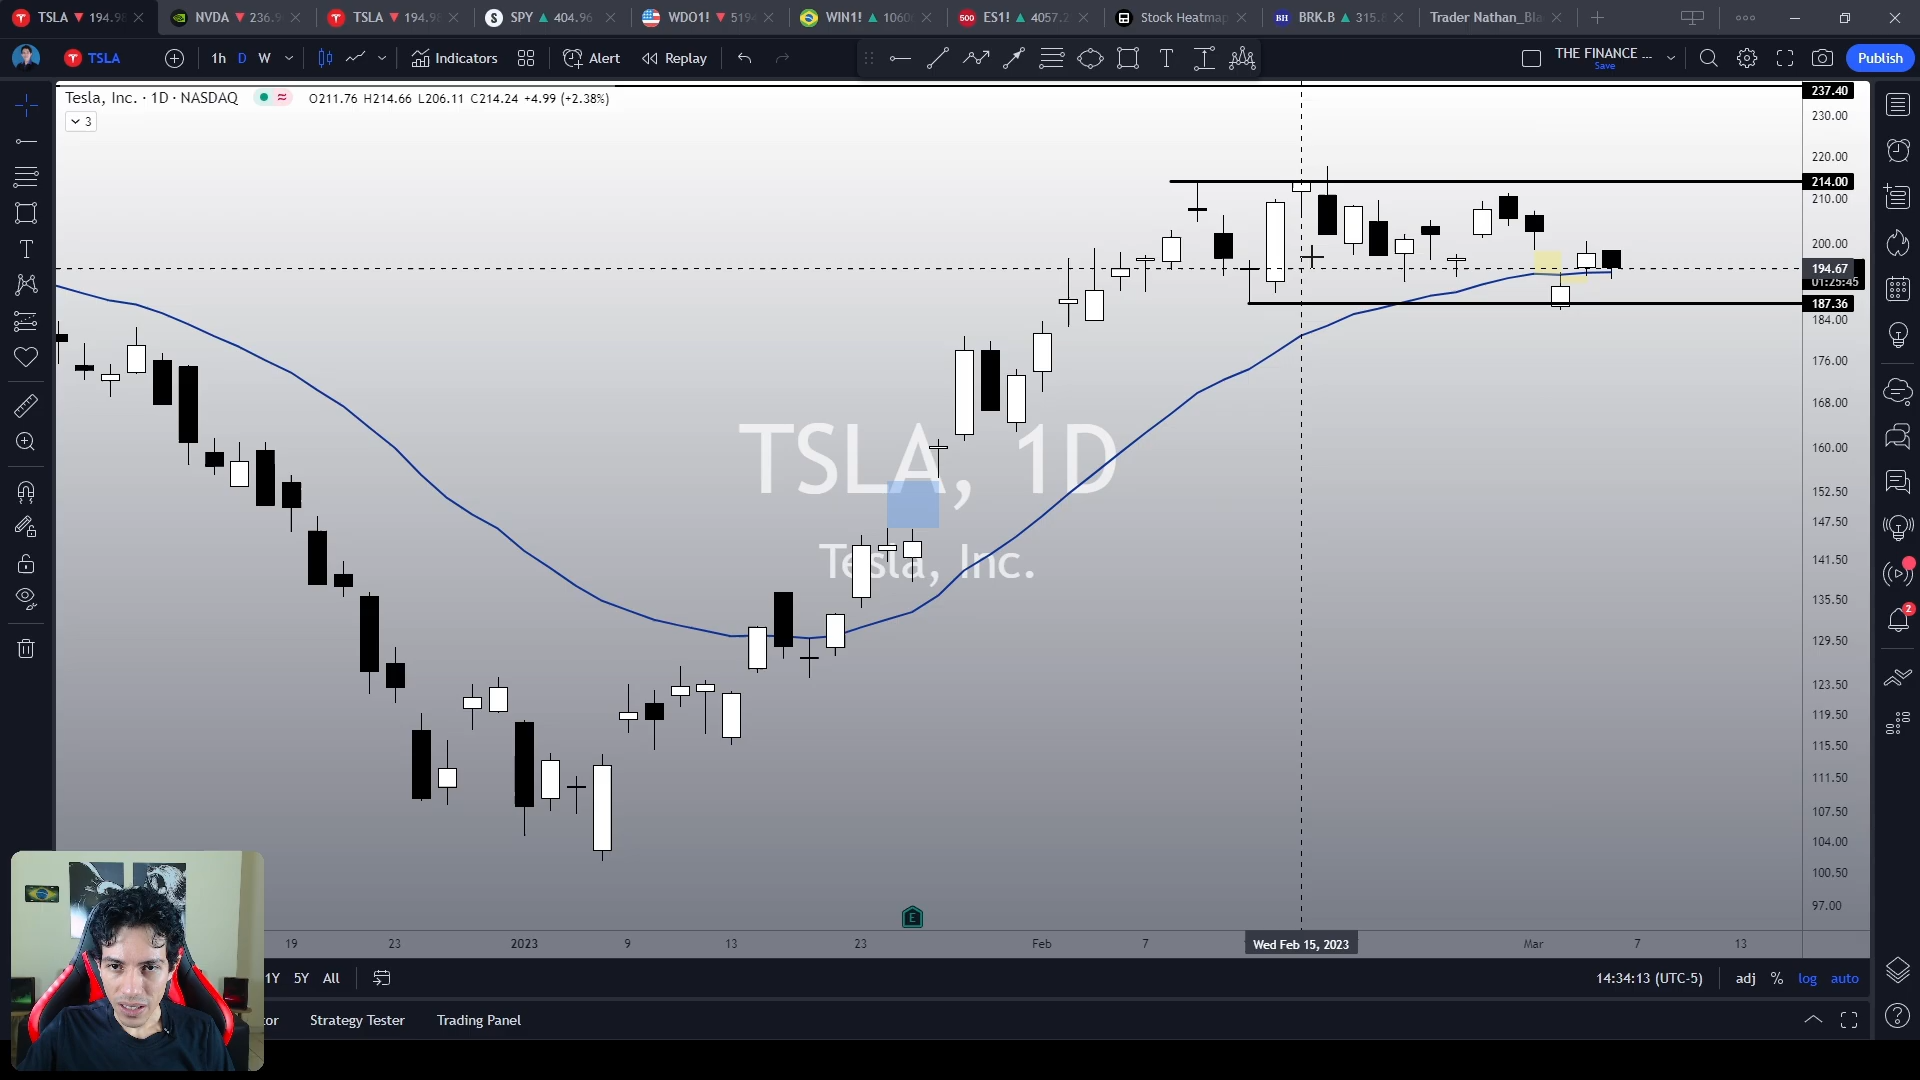 TSLA ▼ 194.98
NVDA ▼ 236.9
TSLA ▼ 194.98
SPY ▲ 404.96
WDO1! ▼ 519
WIN1! ▲ 1060
ES1! ▲ 4057.2
Stock Heatmap
BRK.B ▲ 315.
Trader Nathan_Bla
TSLA
1h D W
Indicators
Alert
Replay
THE FINANCE ...
Save
Publish
Tesla, Inc. · 1D · NASDAQ
O211.76 H214.66 L206.11 C214.24 +4.99 (+2.38%)
3
237.40
230.00
220.00
214.00
210.00
200.00
194.67
01:25:45
187.36
184.00
176.00
168.00
160.00
152.50
147.50
141.50
135.50
129.50
123.50
119.50
115.50
111.50
107.50
104.00
100.50
97.00
TSLA, 1D
Tesla, Inc.
E
2
19 23 2023 9 13 23 Feb 7 Wed Feb 15, 2023 Mar 7 13
1Y 5Y All
14:34:13 (UTC-5)
adj % log auto
tor
Strategy Tester
Trading Panel